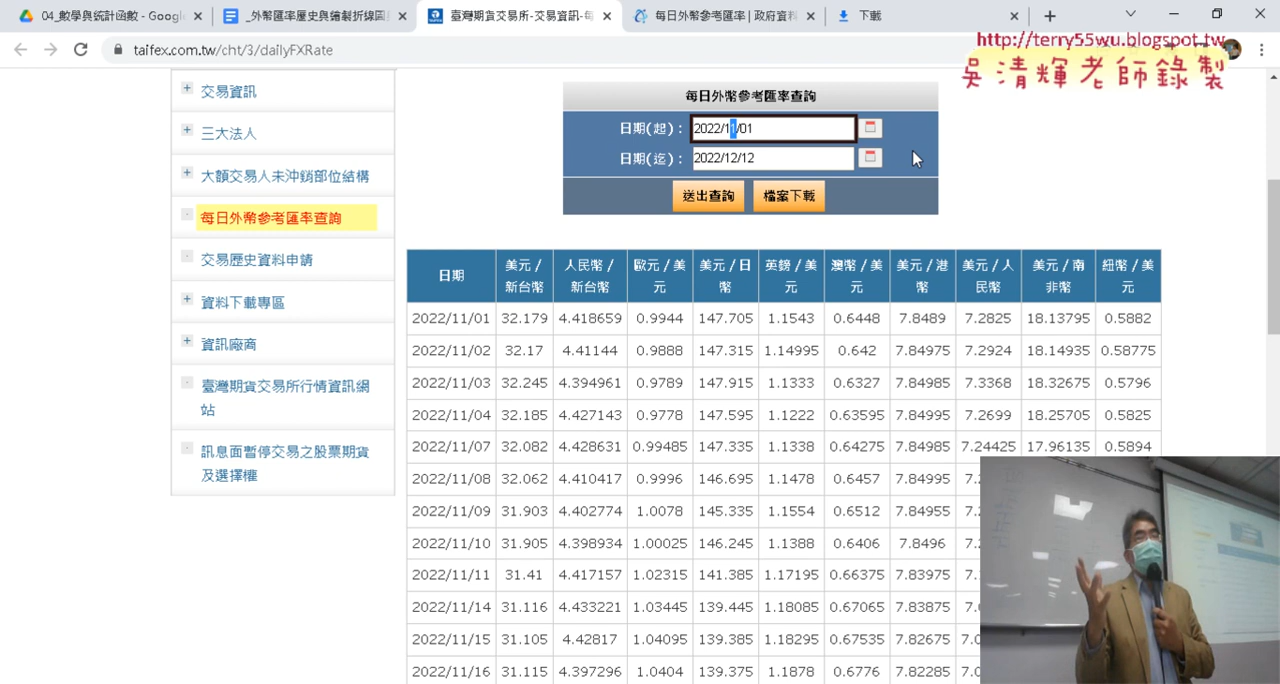 04_數學與統計函數 - Google
_外幣匯率歷史與繪製折線圖
臺灣期貨交易所-交易資訊-每
每日外幣參考匯率 | 政府資料
下載
taifex.com.tw/cht/3/dailyFXRate
http://terry55wu.blogspot.tw
吳清輝老師錄製
交易資訊
三大法人
大額交易人未沖銷部位結構
每日外幣參考匯率查詢
交易歷史資料申請
資料下載專區
資訊廠商
臺灣期貨交易所行情資訊網
站
訊息面暫停交易之股票期貨
及選擇權
每日外幣參考匯率查詢
日期(起)： 2022/11/01
日期(迄)： 2022/12/12
送出查詢 檔案下載
日期 美元／新台幣 人民幣／新台幣 歐元／美元 美元／日幣 英鎊／美元 澳幣／美元 美元／港幣 美元／人民幣 美元／南非幣 紐幣／美元
2022/11/01 32.179 4.418659 0.9944 147.705 1.1543 0.6448 7.8489 7.2825 18.13795 0.5882
2022/11/02 32.17 4.41144 0.9888 147.315 1.14995 0.642 7.84975 7.2924 18.14935 0.58775
2022/11/03 32.245 4.394961 0.9789 147.915 1.1333 0.6327 7.84985 7.3368 18.32675 0.5796
2022/11/04 32.185 4.427143 0.9778 147.595 1.1222 0.63595 7.84995 7.2699 18.25705 0.5825
2022/11/07 32.082 4.428631 0.99485 147.335 1.1338 0.64275 7.84985 7.24425 17.96135 0.5894
2022/11/08 32.062 4.410417 0.9996 146.695 1.1478 0.6457 7.84995
2022/11/09 31.903 4.402774 1.0078 145.335 1.1554 0.6512 7.84955
2022/11/10 31.905 4.398934 1.00025 146.245 1.1388 0.6406 7.8496
2022/11/11 31.41 4.417157 1.02315 141.385 1.17195 0.66375 7.83975
2022/11/14 31.116 4.433221 1.03445 139.445 1.18085 0.67065 7.83875
2022/11/15 31.105 4.42817 1.04095 139.385 1.18295 0.67535 7.82675
2022/11/16 31.115 4.397296 1.0404 139.375 1.1878 0.6776 7.82285